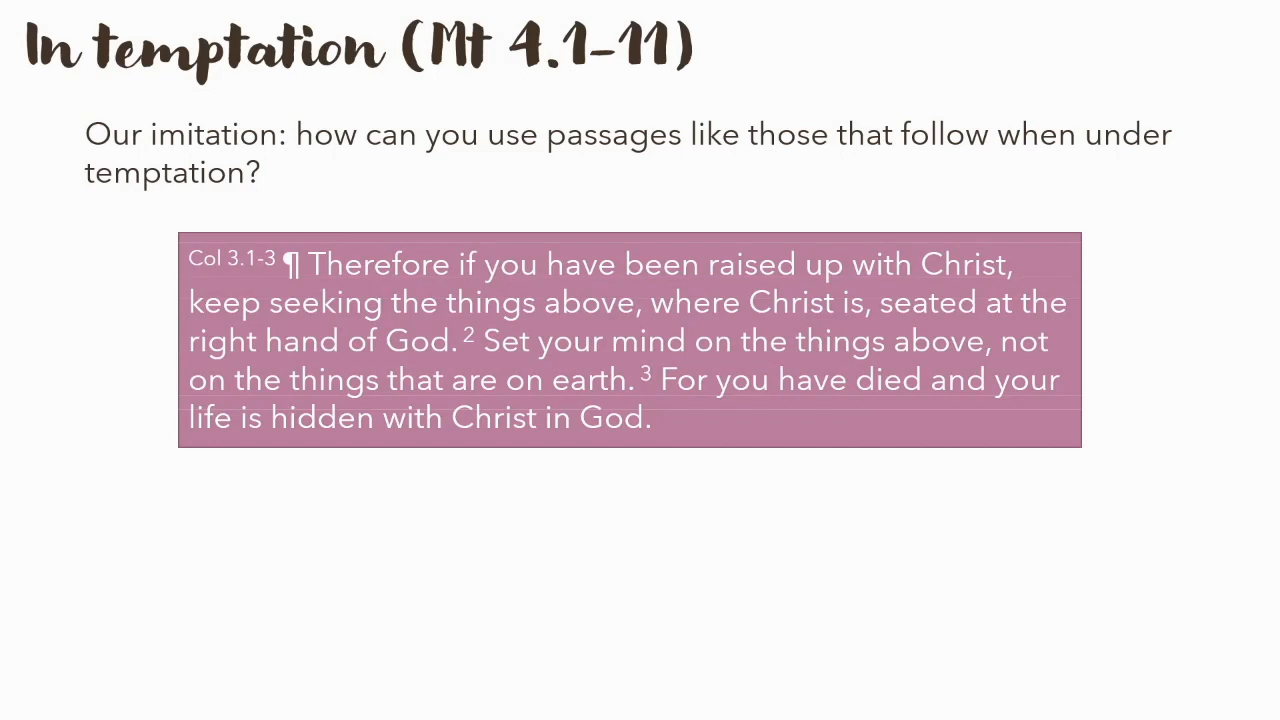 In temptation (Mt 4.1-11)
Our imitation: how can you use passages like those that follow when under
temptation?
Col 3.1-3 ¶ Therefore if you have been raised up with Christ,
keep seeking the things above, where Christ is, seated at the
right hand of God. 2 Set your mind on the things above, not
on the things that are on earth. 3 For you have died and your
life is hidden with Christ in God.